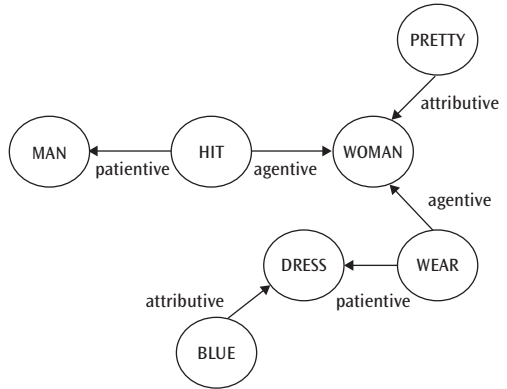 PRETTY
attributive
MAN
HIT
WOMAN
patientive
agentive
agentive
DRESS
WEAR
attributive
patientive
BLUE